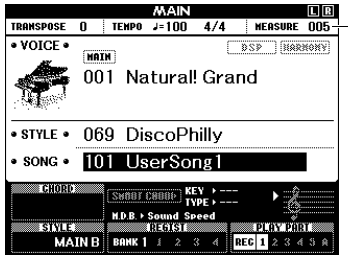 MAIN L R
TRANSPOSE 0 TEMPO ♩=100 4/4 MEASURE 005
• VOICE • DSP HARMONY
MAIN
001 Natural! Grand
• STYLE • 069 DiscoPhilly
• SONG • 101 UserSong1
CHORD SMART CHORD KEY ▸---
TYPE ▸---
M.D.B. ▸ Sound Speed
STYLE REGIST PLAY PART
MAIN B BANK 1 1 2 3 4 REC 1 2 3 4 5 A